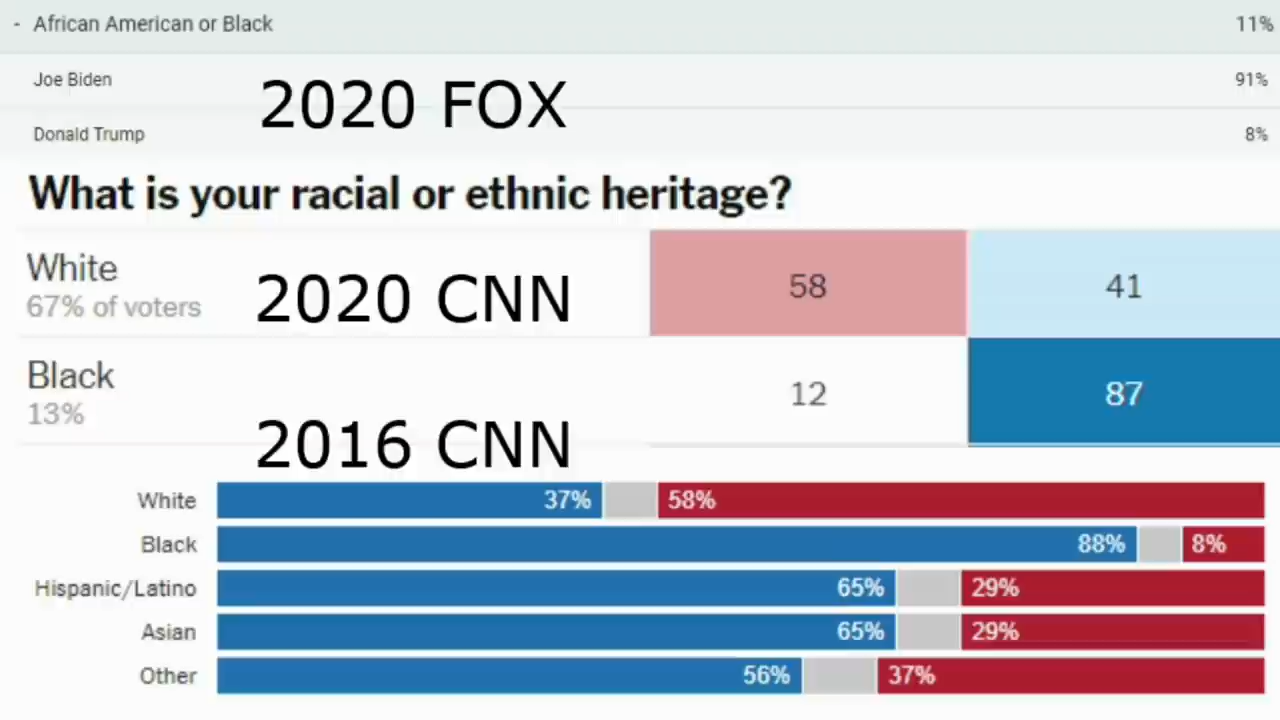 - African American or Black 11%
Joe Biden 91%
2020 FOX
Donald Trump 8%
What is your racial or ethnic heritage?
White 58 41
67% of voters
2020 CNN
Black 12 87
13%
2016 CNN
White 37% 58%
Black 88% 8%
Hispanic/Latino 65% 29%
Asian 65% 29%
Other 56% 37%